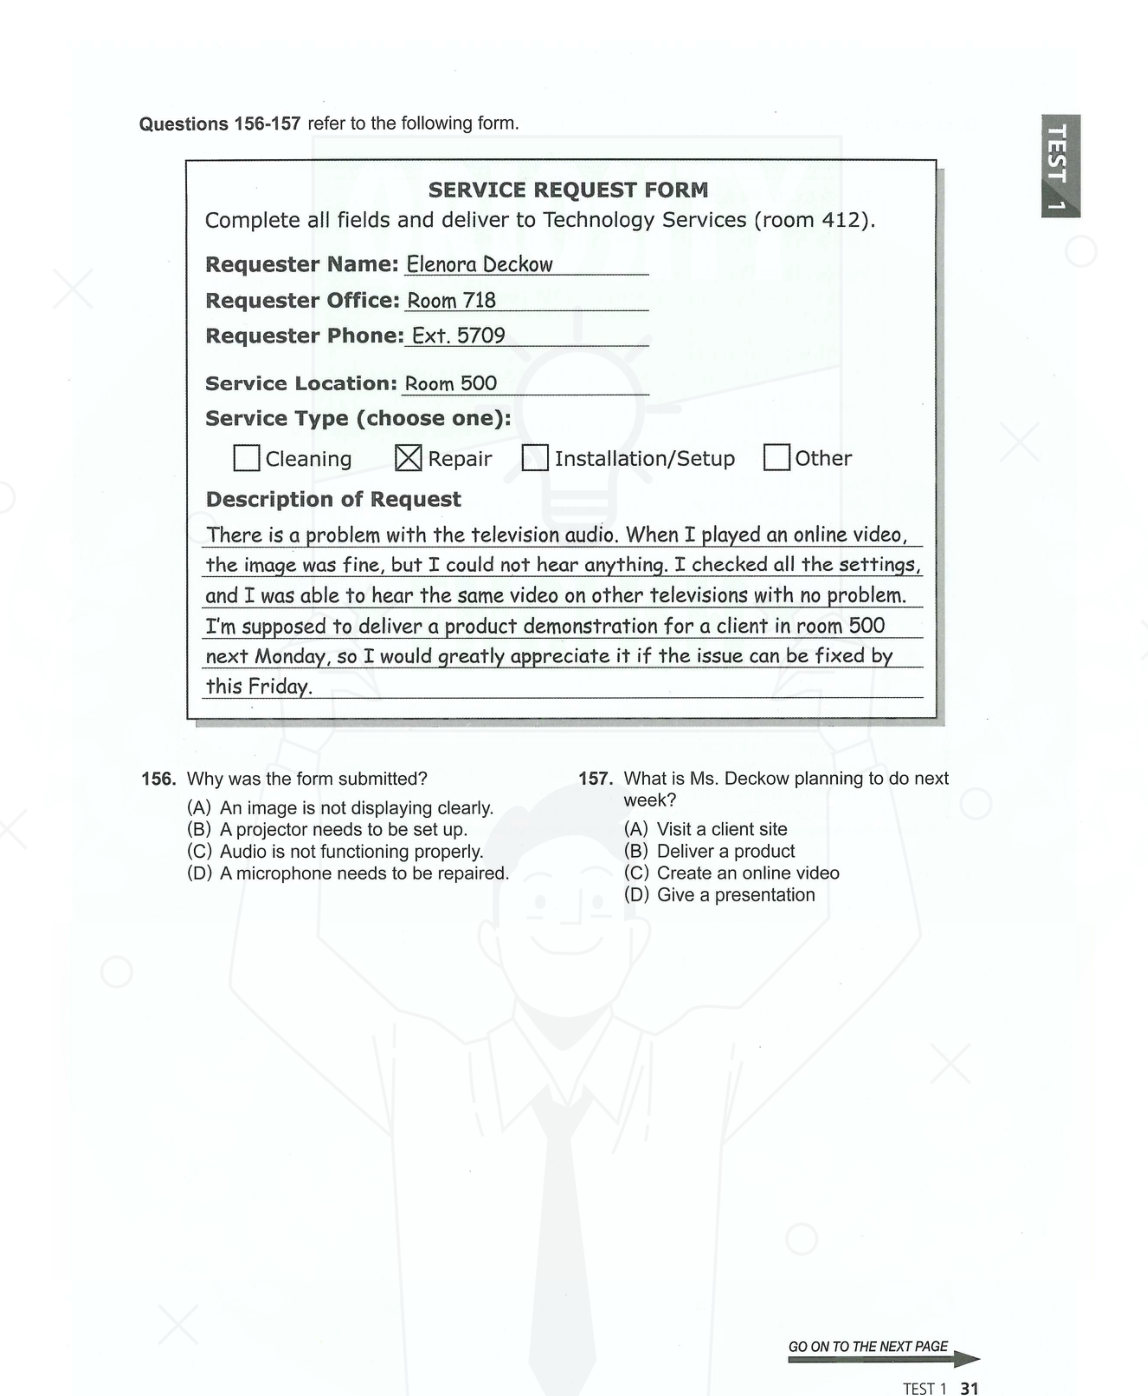 Questions 156-157 refer to the following form.
TEST 1
SERVICE REQUEST FORM
Complete all fields and deliver to Technology Services (room 412).
Requester Name: Elenora Deckow
Requester Office: Room 718
Requester Phone: Ext. 5709
Service Location: Room 500
Service Type (choose one):
Cleaning Repair Installation/Setup Other
Description of Request
There is a problem with the television audio. When I played an online video,
the image was fine, but I could not hear anything. I checked all the settings,
and I was able to hear the same video on other televisions with no problem.
I'm supposed to deliver a product demonstration for a client in room 500
next Monday, so I would greatly appreciate it if the issue can be fixed by
this Friday.
156. Why was the form submitted?
(A) An image is not displaying clearly.
(B) A projector needs to be set up.
(C) Audio is not functioning properly.
(D) A microphone needs to be repaired.
157. What is Ms. Deckow planning to do next
week?
(A) Visit a client site
(B) Deliver a product
(C) Create an online video
(D) Give a presentation
GO ON TO THE NEXT PAGE
TEST 1 31